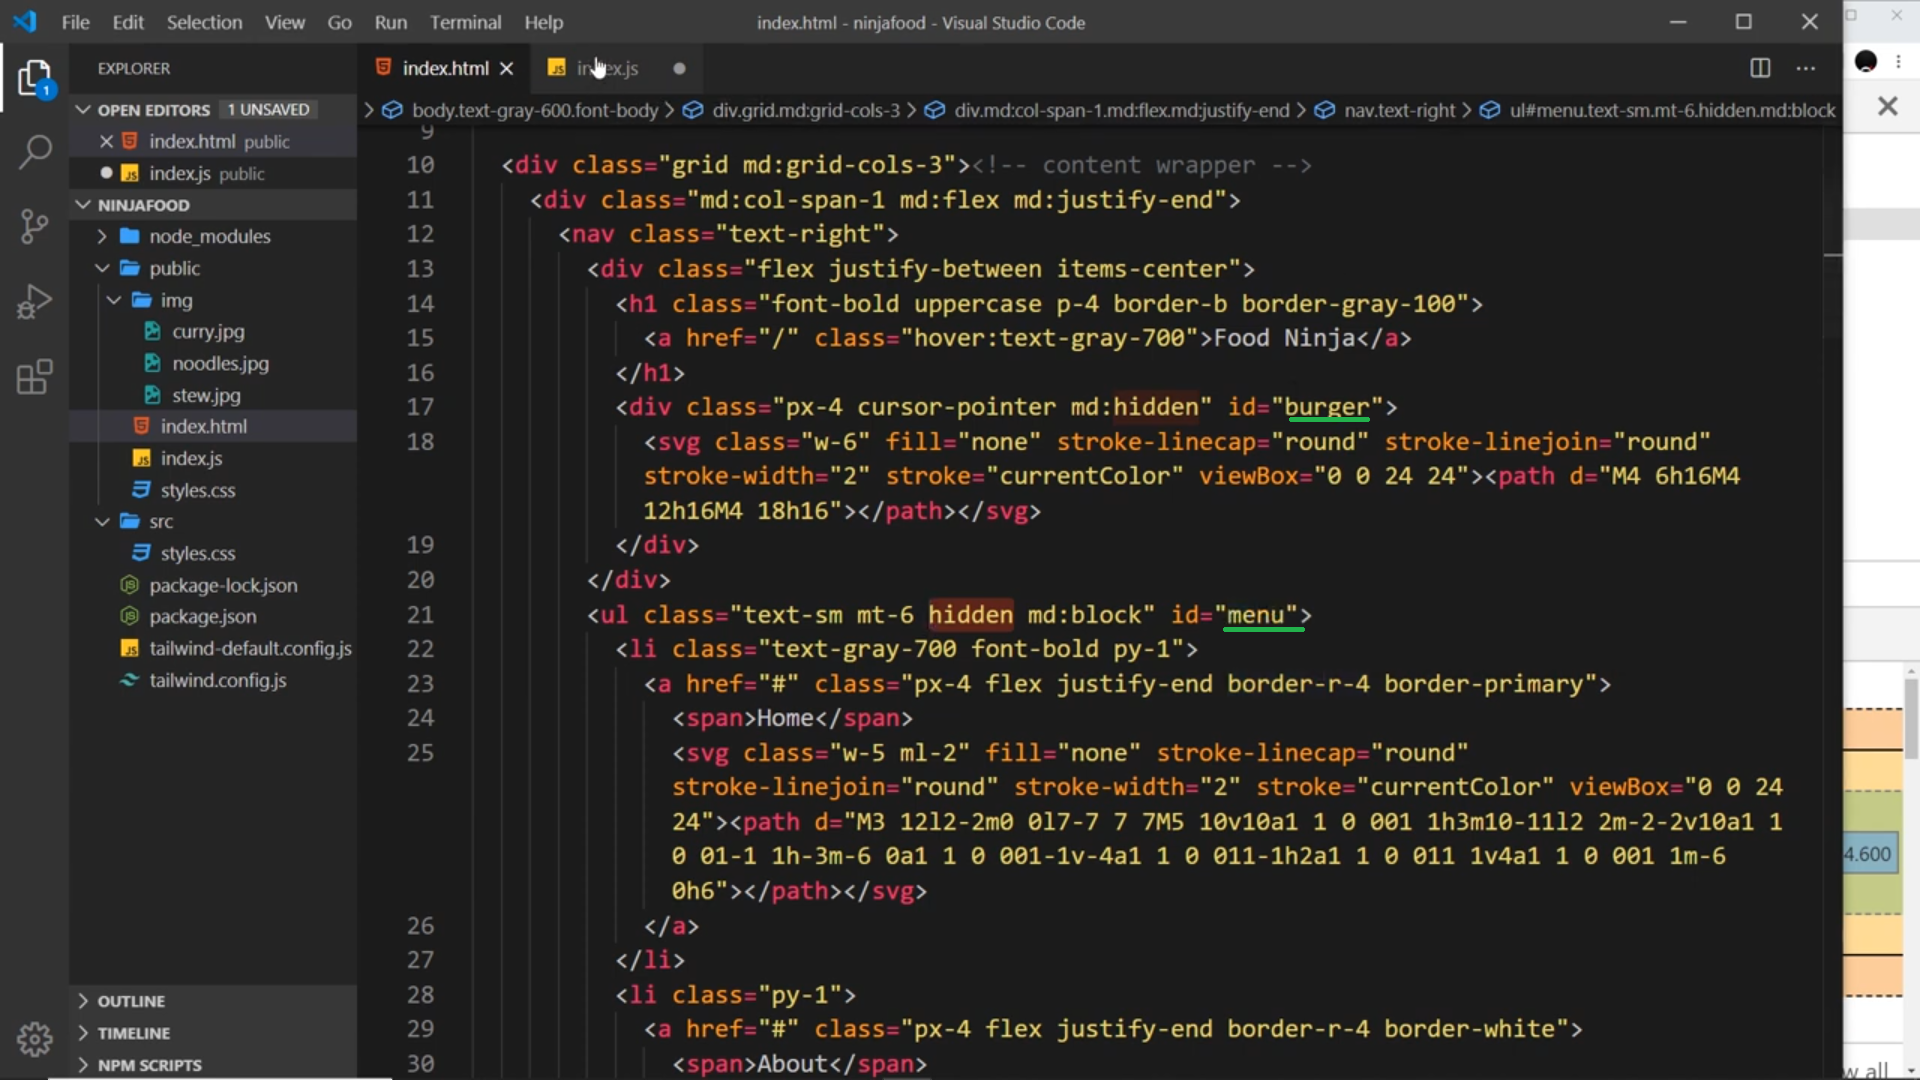 File Edit Selection View Go Run Terminal Help
index.html - ninjafood - Visual Studio Code
EXPLORER
OPEN EDITORS 1 UNSAVED
index.html public
index.js public
NINJAFOOD
node_modules
public
img
curry.jpg
noodles.jpg
stew.jpg
index.html
index.js
styles.css
src
styles.css
package-lock.json
package.json
tailwind-default.config.js
tailwind.config.js
OUTLINE
TIMELINE
NPM SCRIPTS
1
index.html
index.js
body.text-gray-600.font-body > div.grid.md:grid-cols-3 > div.md:col-span-1.md:flex.md:justify-end > nav.text-right > ul#menu.text-sm.mt-6.hidden.md:block
9
10 <div class="grid md:grid-cols-3"><!-- content wrapper -->
11 <div class="md:col-span-1 md:flex md:justify-end">
12 <nav class="text-right">
13 <div class="flex justify-between items-center">
14 <h1 class="font-bold uppercase p-4 border-b border-gray-100">
15 <a href="/" class="hover:text-gray-700">Food Ninja</a>
16 </h1>
17 <div class="px-4 cursor-pointer md:hidden" id="burger">
18 <svg class="w-6" fill="none" stroke-linecap="round" stroke-linejoin="round"
stroke-width="2" stroke="currentColor" viewBox="0 0 24 24"><path d="M4 6h16M4
12h16M4 18h16"></path></svg>
19 </div>
20 </div>
21 <ul class="text-sm mt-6 hidden md:block" id="menu">
22 <li class="text-gray-700 font-bold py-1">
23 <a href="#" class="px-4 flex justify-end border-r-4 border-primary">
24 <span>Home</span>
25 <svg class="w-5 ml-2" fill="none" stroke-linecap="round"
stroke-linejoin="round" stroke-width="2" stroke="currentColor" viewBox="0 0 24
24"><path d="M3 12l2-2m0 0l7-7 7 7M5 10v10a1 1 0 001 1h3m10-11l2 2m-2-2v10a1 1
0 01-1 1h-3m-6 0a1 1 0 001-1v-4a1 1 0 011-1h2a1 1 0 011 1v4a1 1 0 001 1m-6
0h6"></path></svg>
26 </a>
27 </li>
28 <li class="py-1">
29 <a href="#" class="px-4 flex justify-end border-r-4 border-white">
30 <span>About</span>
4.600
w all